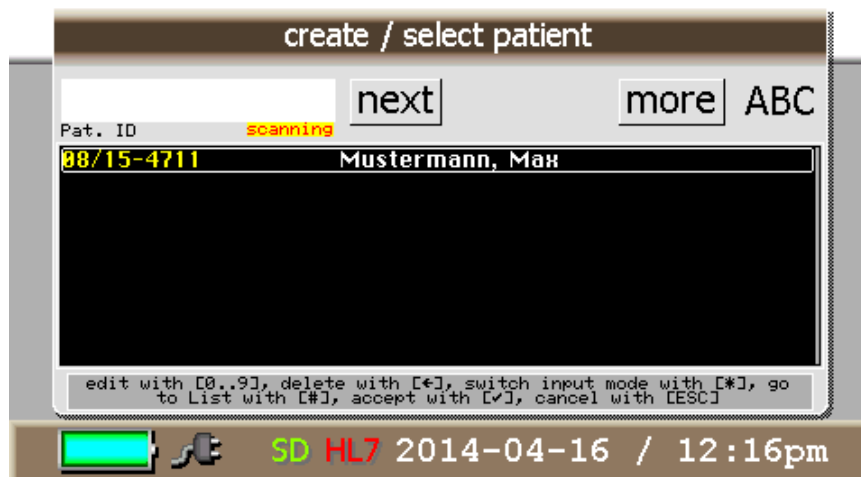 create / select patient
next more ABC
Pat. ID scanning
08/15-4711 Mustermann, Max
edit with [0..9], delete with [←], switch input mode with [*], go
to List with [#], accept with [✓], cancel with [ESC]
SD HL7 2014-04-16 / 12:16pm